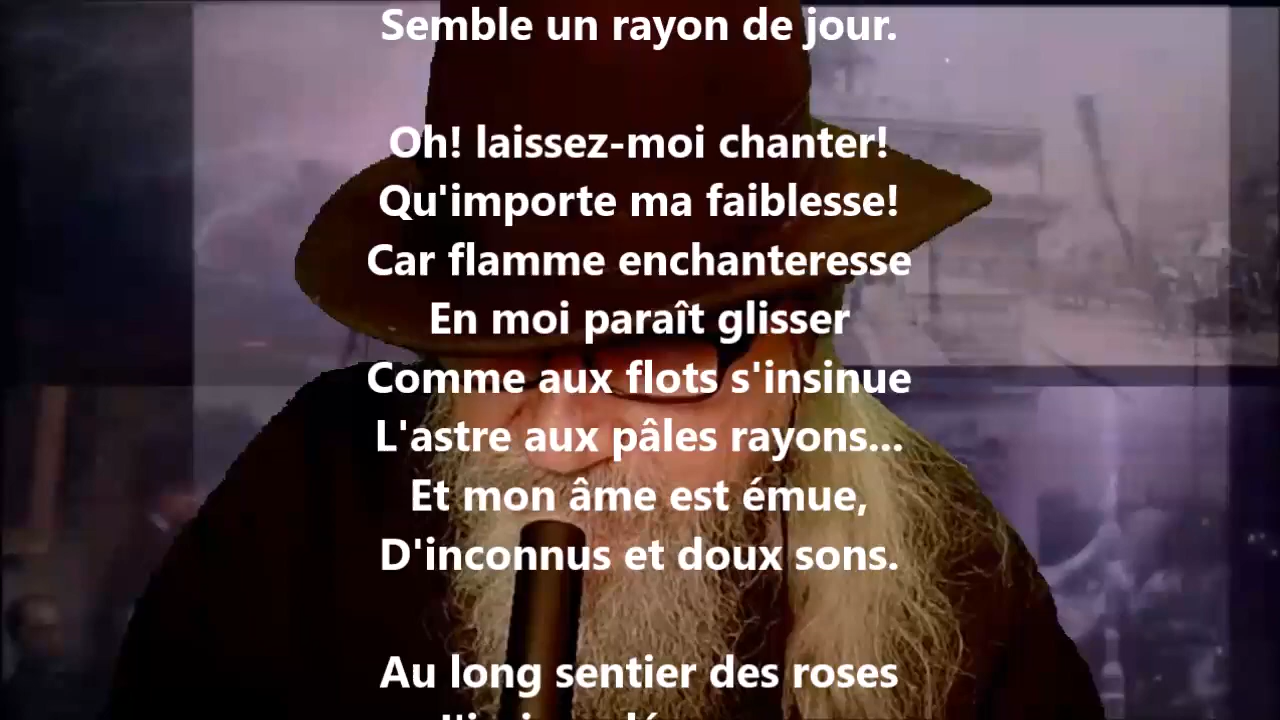 Semble un rayon de jour.
Oh! laissez-moi chanter!
Qu'importe ma faiblesse!
Car flamme enchanteresse
En moi paraît glisser
Comme aux flots s'insinue
L'astre aux pâles rayons...
Et mon âme est émue,
D'inconnus et doux sons.
Au long sentier des roses